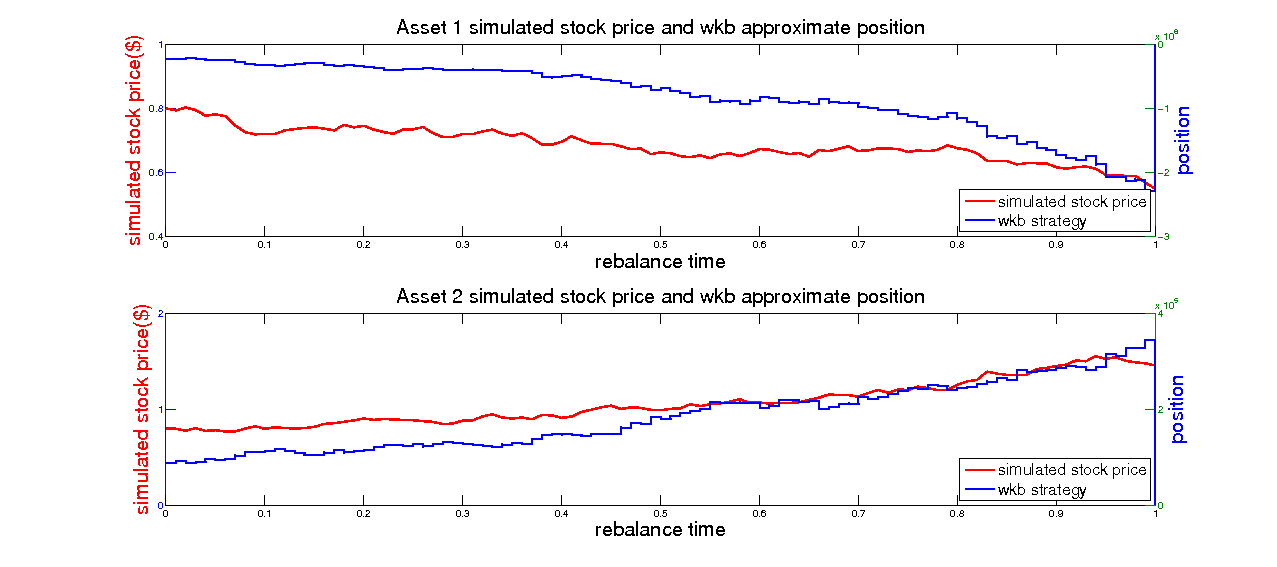 Asset 1 simulated stock price and wkb approximate position
simulated stock price($)
1
0.8
0.6
0.4
x 10
0
-1
-2
-3
position
simulated stock price
wkb strategy
0 0.1 0.2 0.3 0.4 0.5 0.6 0.7 0.8 0.9 1
rebalance time
Asset 2 simulated stock price and wkb approximate position
simulated stock price($)
2
1
0
x 10⁵
4
2
0
position
simulated stock price
wkb strategy
0 0.1 0.2 0.3 0.4 0.5 0.6 0.7 0.8 0.9 1
rebalance time